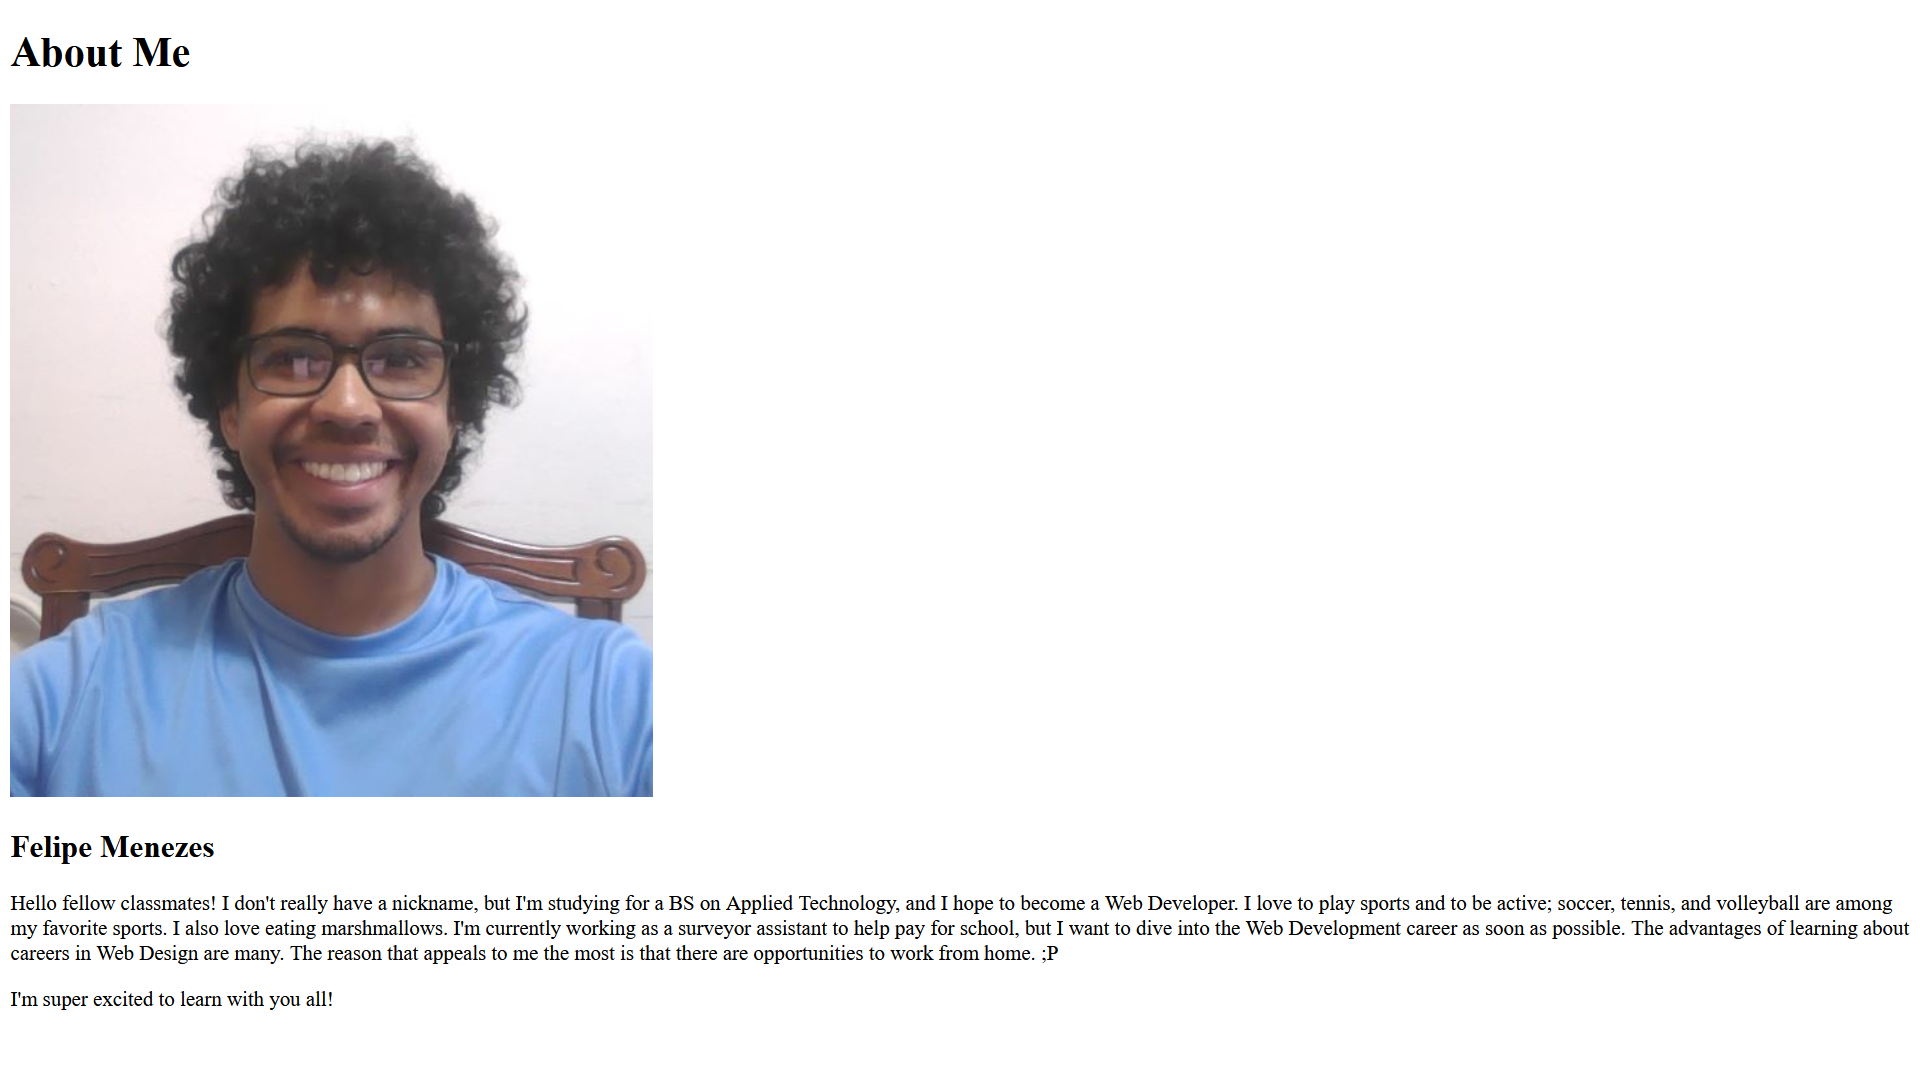 About Me
Felipe Menezes
Hello fellow classmates! I don't really have a nickname, but I'm studying for a BS on Applied Technology, and I hope to become a Web Developer. I love to play sports and to be active; soccer, tennis, and volleyball are among
my favorite sports. I also love eating marshmallows. I'm currently working as a surveyor assistant to help pay for school, but I want to dive into the Web Development career as soon as possible. The advantages of learning about
careers in Web Design are many. The reason that appeals to me the most is that there are opportunities to work from home. ;P
I'm super excited to learn with you all!